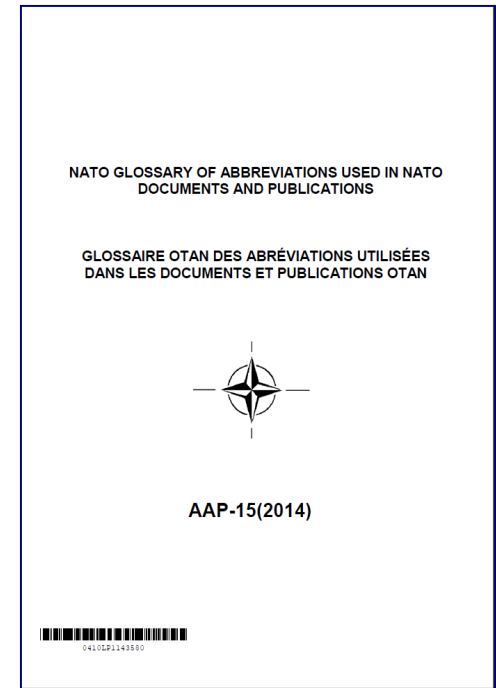 NATO GLOSSARY OF ABBREVIATIONS USED IN NATO
DOCUMENTS AND PUBLICATIONS
GLOSSAIRE OTAN DES ABRÉVIATIONS UTILISÉES
DANS LES DOCUMENTS ET PUBLICATIONS OTAN
AAP-15(2014)
0410LP1143580